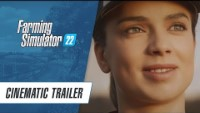 Farming
Simulator 22
CINEMATIC TRAILER